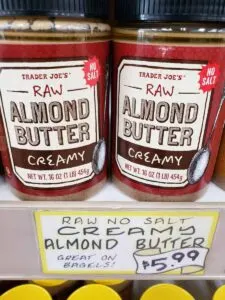 TRADER JOE'S
RAW
NO
SALT
ALMOND
BUTTER
CREAMY
NET WT. 16 OZ (1 LB) 454g
TRADER JOE'S
RAW
NO
SALT
ALMOND
BUTTER
CREAMY
NET WT. 16 OZ (1 LB) 454g
RAW NO SALT
CREAMY
ALMOND BUTTER
GREAT ON
BAGELS!
$5.99